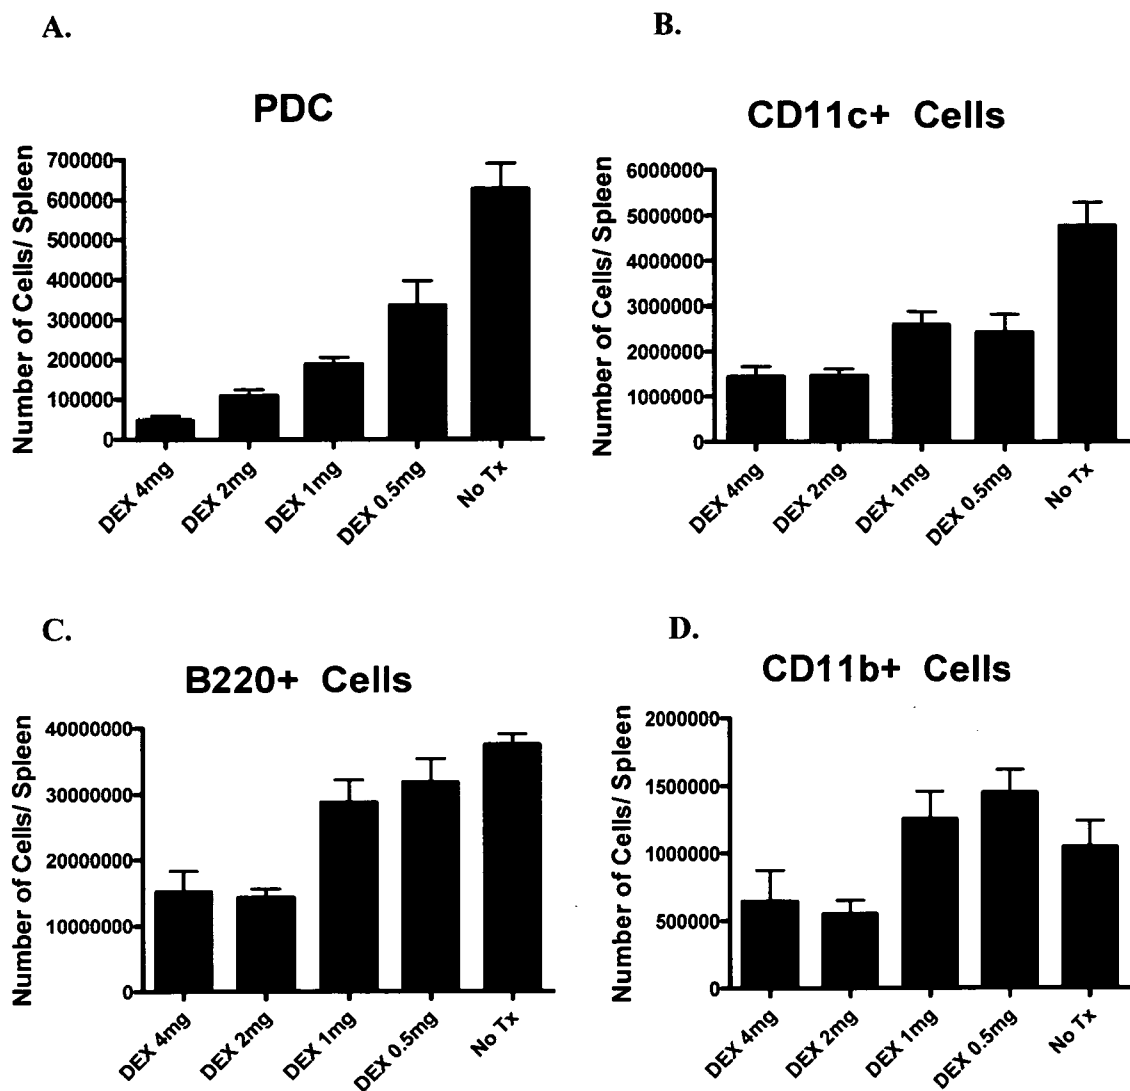 A.
PDC
Number of Cells/ Spleen
700000
600000
500000
400000
300000
200000
100000
0
DEX 4mg
DEX 2mg
DEX 1mg
DEX 0.5mg
No Tx
B.
CD11c+ Cells
Number of Cells/ Spleen
6000000
5000000
4000000
3000000
2000000
1000000
0
DEX 4mg
DEX 2mg
DEX 1mg
DEX 0.5mg
No Tx
C.
B220+ Cells
Number of Cells/ Spleen
40000000
30000000
20000000
10000000
0
DEX 4mg
DEX 2mg
DEX 1mg
DEX 0.5mg
No Tx
D.
CD11b+ Cells
Number of Cells/ Spleen
2000000
1500000
1000000
500000
0
DEX 4mg
DEX 2mg
DEX 1mg
DEX 0.5mg
No Tx